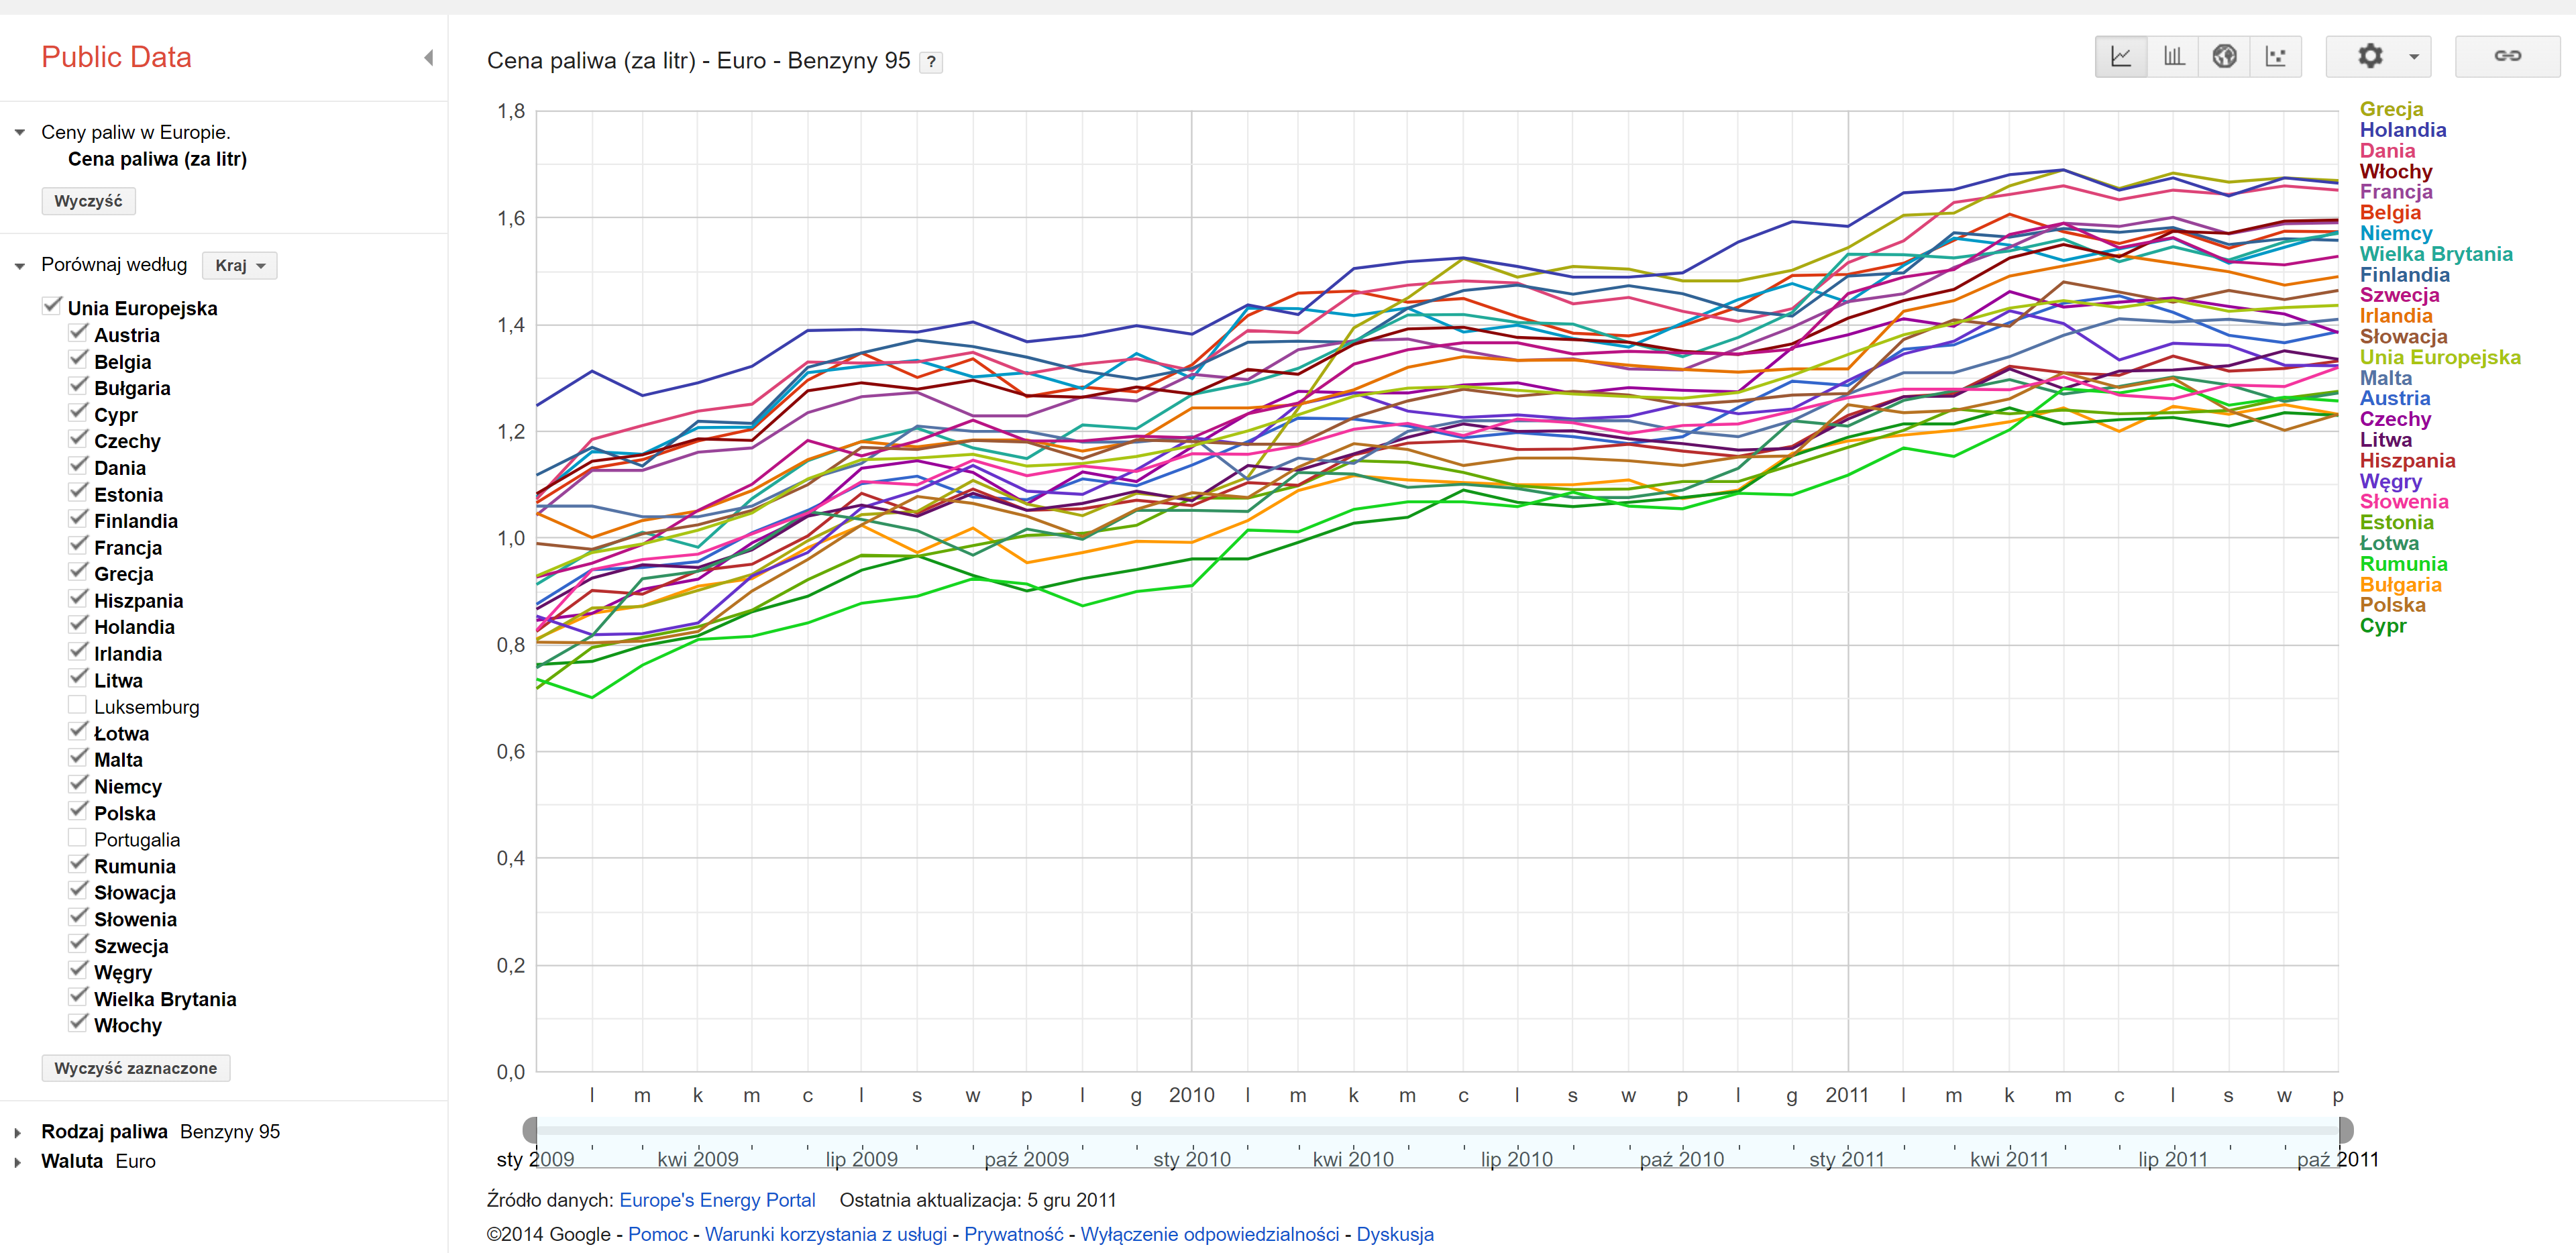 Public Data
Ceny paliw w Europie.
Cena paliwa (za litr)
Wyczyść
Porównaj według Kraj
Unia Europejska
Austria
Belgia
Bułgaria
Cypr
Czechy
Dania
Estonia
Finlandia
Francja
Grecja
Hiszpania
Holandia
Irlandia
Litwa
Luksemburg
Łotwa
Malta
Niemcy
Polska
Portugalia
Rumunia
Słowacja
Słowenia
Szwecja
Węgry
Wielka Brytania
Włochy
Wyczyść zaznaczone
Rodzaj paliwa Benzyny 95
Waluta Euro
Cena paliwa (za litr) - Euro - Benzyny 95 ?
1,8
1,6
1,4
1,2
1,0
0,8
0,6
0,4
0,2
0,0
l m k m c l s w p l g 2010 l m k m c l s w p l g 2011 l m k m c l s w p
sty 2009 kwi 2009 lip 2009 paź 2009 sty 2010 kwi 2010 lip 2010 paź 2010 sty 2011 kwi 2011 lip 2011 paź 2011
Grecja
Holandia
Dania
Włochy
Francja
Belgia
Niemcy
Wielka Brytania
Finlandia
Szwecja
Irlandia
Słowacja
Unia Europejska
Malta
Austria
Czechy
Litwa
Hiszpania
Węgry
Słowenia
Estonia
Łotwa
Rumunia
Bułgaria
Polska
Cypr
Źródło danych: Europe's Energy Portal Ostatnia aktualizacja: 5 gru 2011
©2014 Google - Pomoc - Warunki korzystania z usługi - Prywatność - Wyłączenie odpowiedzialności - Dyskusja